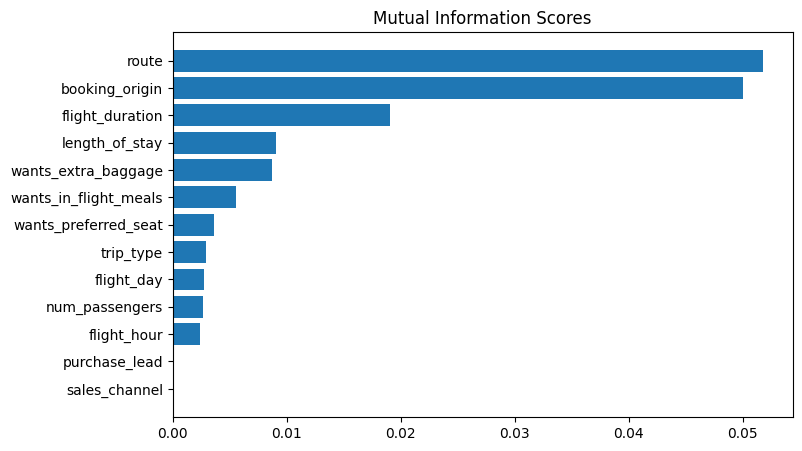 Mutual Information Scores
route
booking_origin
flight_duration
length_of_stay
wants_extra_baggage
wants_in_flight_meals
wants_preferred_seat
trip_type
flight_day
num_passengers
flight_hour
purchase_lead
sales_channel
0.00 0.01 0.02 0.03 0.04 0.05